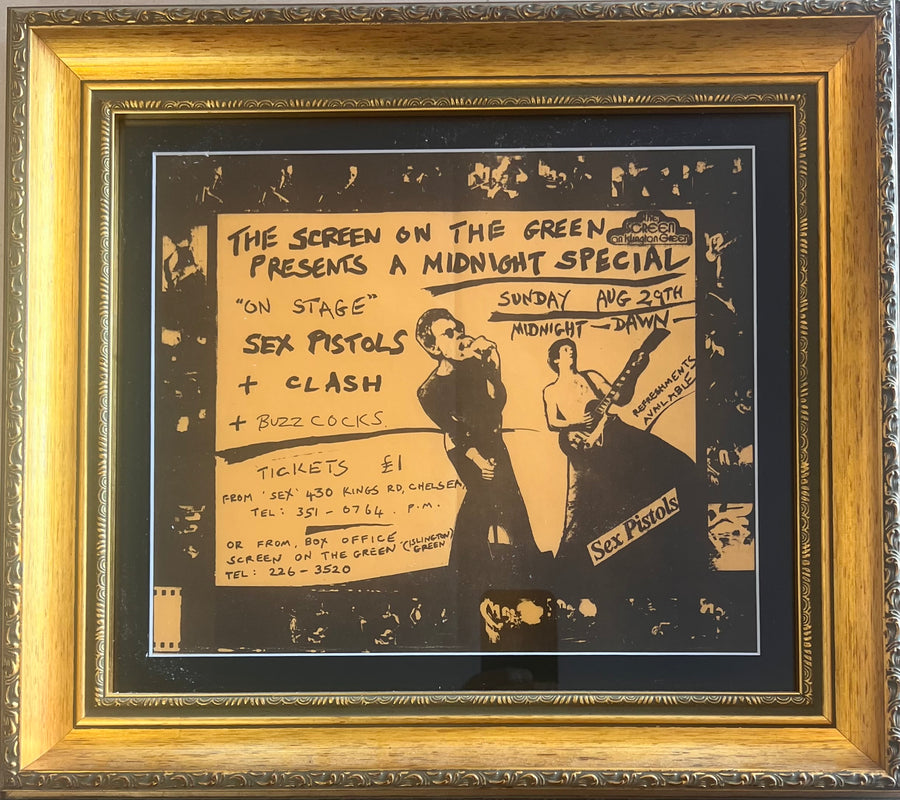 THE SCREEN ON THE GREEN
PRESENTS A MIDNIGHT SPECIAL
The
SCREEN
on Islington Green
"ON STAGE"
SEX PISTOLS
+ CLASH
+ BUZZCOCKS.
SUNDAY AUG 29TH
MIDNIGHT — DAWN —
REFRESHMENTS
AVAILABLE
TICKETS £1
FROM 'SEX' 430 KINGS RD, CHELSEA,
TEL: 351 - 0764. P.M.
OR FROM, BOX OFFICE
SCREEN ON THE GREEN (ISLINGTON GREEN)
TEL: 226 - 3520
Sex Pistols